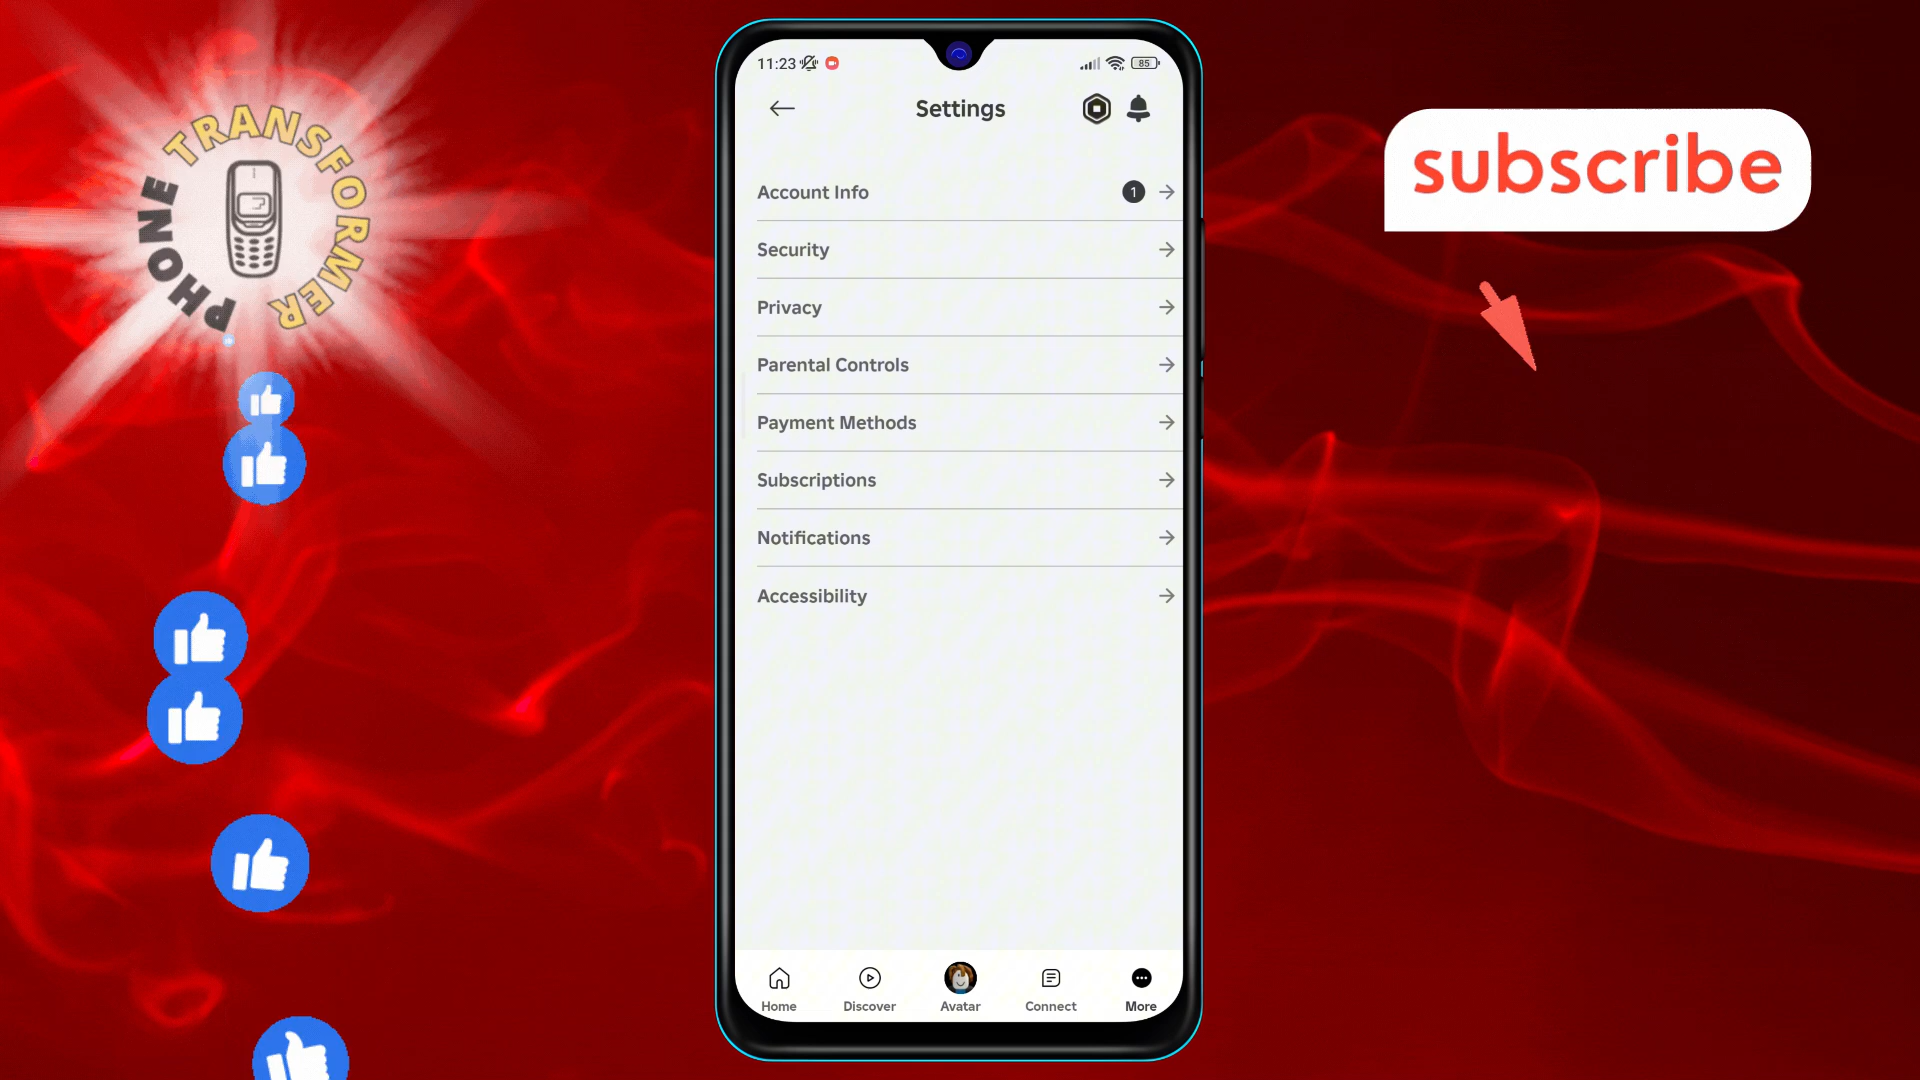 PHONE TRANSFORMER
subscribe
11:23
85
Settings
Account Info 1
Security
Privacy
Parental Controls
Payment Methods
Subscriptions
Notifications
Accessibility
Home Discover Avatar Connect More